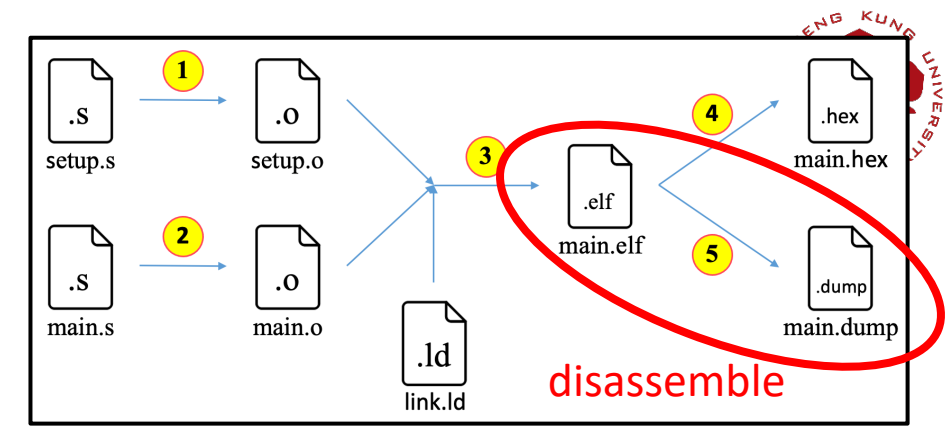 ENG KUNG UNIVERSIT
1
4
.s
.o
.hex
setup.s
setup.o
main.hex
3
.elf
2
main.elf
5
.s
.o
.dump
main.s
main.o
main.dump
.ld
disassemble
link.ld